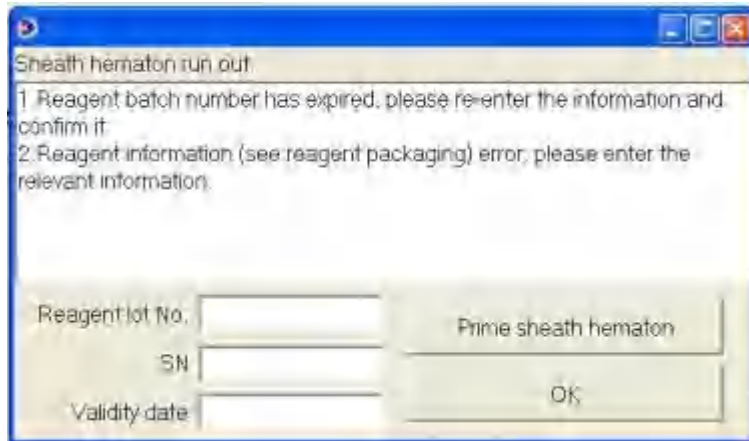 Sheath hematon run out
1 Reagent batch number has expired, please re-enter the information and
confirm it
2 Reagent information (see reagent packaging) error, please enter the
relevant information.
Reagent lot No.
Prime sheath hematon
SN
OK
Validity date